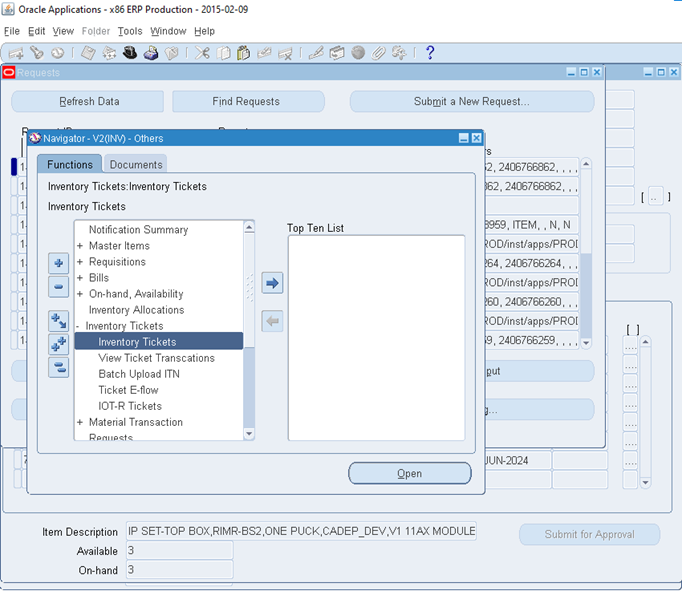 Oracle Applications - x86 ERP Production - 2015-02-09
File Edit View Folder Tools Window Help
Requests
Refresh Data Find Requests Submit a New Request...
Navigator - V2(INV) - Others
Functions Documents
Inventory Tickets:Inventory Tickets
Inventory Tickets
Top Ten List
Notification Summary
+ Master Items
+ Requisitions
+ Bills
+ On-hand, Availability
Inventory Allocations
- Inventory Tickets
Inventory Tickets
View Ticket Transcations
Batch Upload ITN
Ticket E-flow
IOT-R Tickets
+ Material Transaction
Requests
Open
62, 2406766862, , , ,
862, 2406766862, , , ,
8959, ITEM, , N, N
ROD/inst/apps/PROD
264, 2406766264, , , ,
ROD/inst/apps/PROD
260, 2406766260, , , ,
ROD/inst/apps/PROD
59, 2406766259, , , ,
[ .. ]
[ ]
put
g...
JUN-2024
Item Description IP SET-TOP BOX,RIMR-BS2,ONE PUCK,CADEP_DEV,V1 11AX MODULE
Submit for Approval
Available 3
On-hand 3